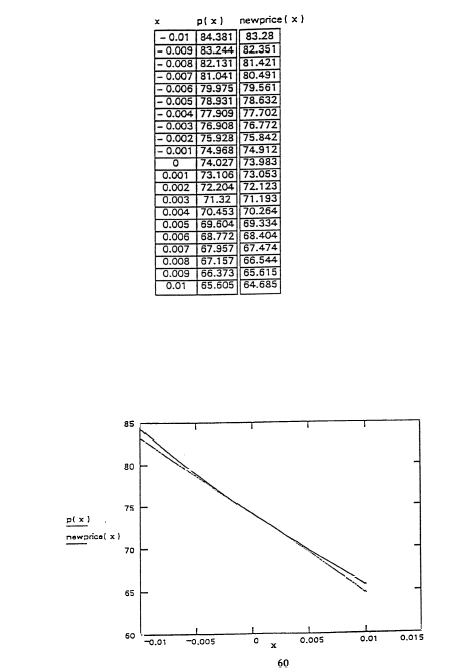 x p( x ) newprice( x )
- 0.01 84.381 83.28
- 0.009 83.244 82.351
- 0.008 82.131 81.421
- 0.007 81.041 80.491
- 0.006 79.975 79.561
- 0.005 78.931 78.632
- 0.004 77.909 77.702
- 0.003 76.908 76.772
- 0.002 75.928 75.842
- 0.001 74.968 74.912
0 74.027 73.983
0.001 73.106 73.053
0.002 72.204 72.123
0.003 71.32 71.193
0.004 70.453 70.264
0.005 69.604 69.334
0.006 68.772 68.404
0.007 67.957 67.474
0.008 67.157 66.544
0.009 66.373 65.615
0.01 65.605 64.685
85
80
75
p( x )
newprice( x )
70
65
60
-0.01 -0.005 0 0.005 0.01 0.015
x
60